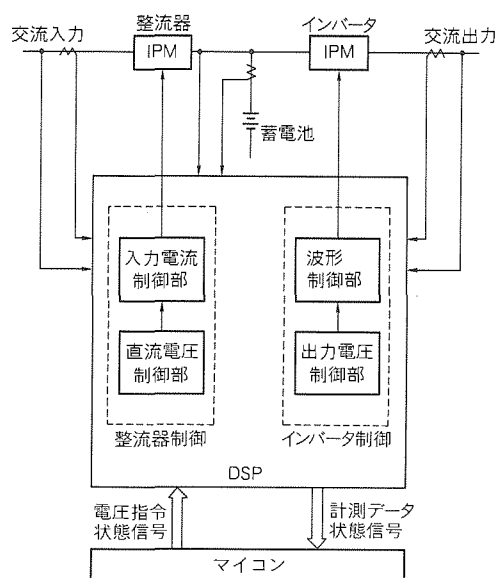 整流器
インバータ
交流入力
IPM
IPM
交流出力
蓄電池
入力電流
制御部
波形
制御部
直流電圧
制御部
出力電圧
制御部
整流器制御
インバータ制御
DSP
電圧指令
状態信号
計測データ
状態信号
マイコン